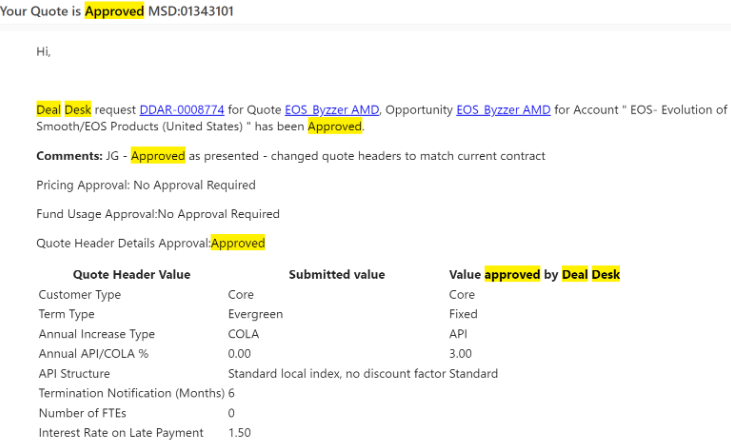 Your Quote is Approved MSD:01343101
Hi,
Deal Desk request DDAR-0008774 for Quote EOS_Byzzer AMD, Opportunity EOS_Byzzer AMD for Account " EOS- Evolution of
Smooth/EOS Products (United States) " has been Approved.
Comments: JG - Approved as presented - changed quote headers to match current contract
Pricing Approval: No Approval Required
Fund Usage Approval:No Approval Required
Quote Header Details Approval:Approved
Quote Header Value Submitted value Value approved by Deal Desk
Customer Type Core Core
Term Type Evergreen Fixed
Annual Increase Type COLA API
Annual API/COLA % 0.00 3.00
API Structure Standard local index, no discount factor Standard
Termination Notification (Months) 6
Number of FTEs 0
Interest Rate on Late Payment 1.50